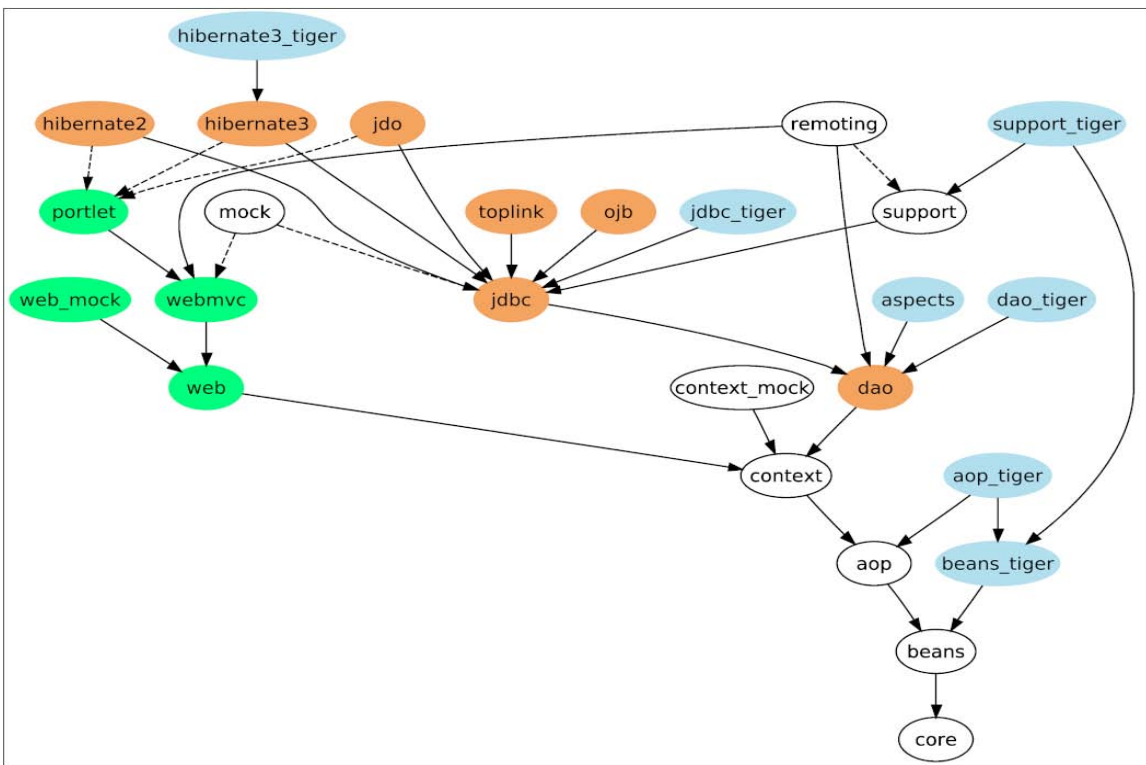 hibernate3_tiger
hibernate2
hibernate3
jdo
remoting
support_tiger
portlet
mock
toplink
ojb
jdbc_tiger
support
web_mock
webmvc
jdbc
aspects
dao_tiger
web
context_mock
dao
context
aop_tiger
aop
beans_tiger
beans
core